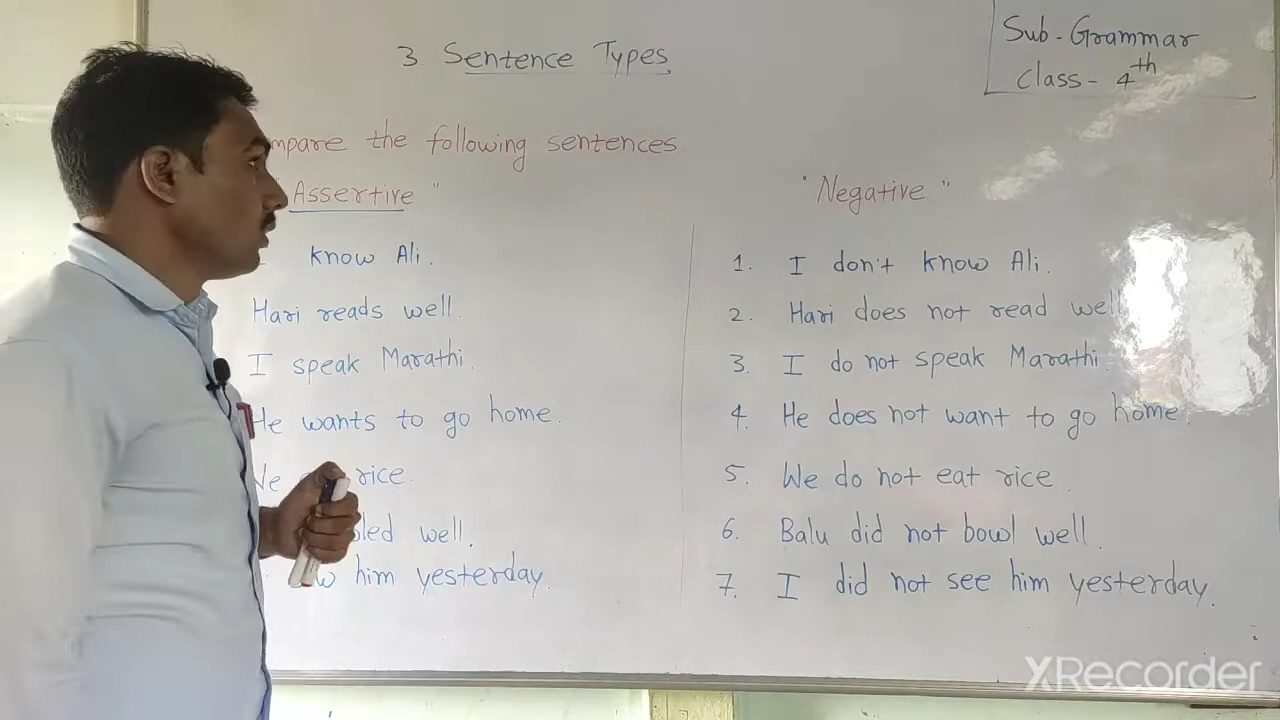 3. Sentence Types
Sub - Grammar
Class - 4th
the following sentences
Assertive"
"Negative"
know Ali.
Hari reads well.
I speak Marathi.
He wants to go home.
rice.
well.
him yesterday.
1. I don't know Ali.
2. Hari does not read well
3. I do not speak Marathi.
4. He does not want to go home.
5. We do not eat rice.
6. Balu did not bowl well.
7. I did not see him yesterday.
XRecorder